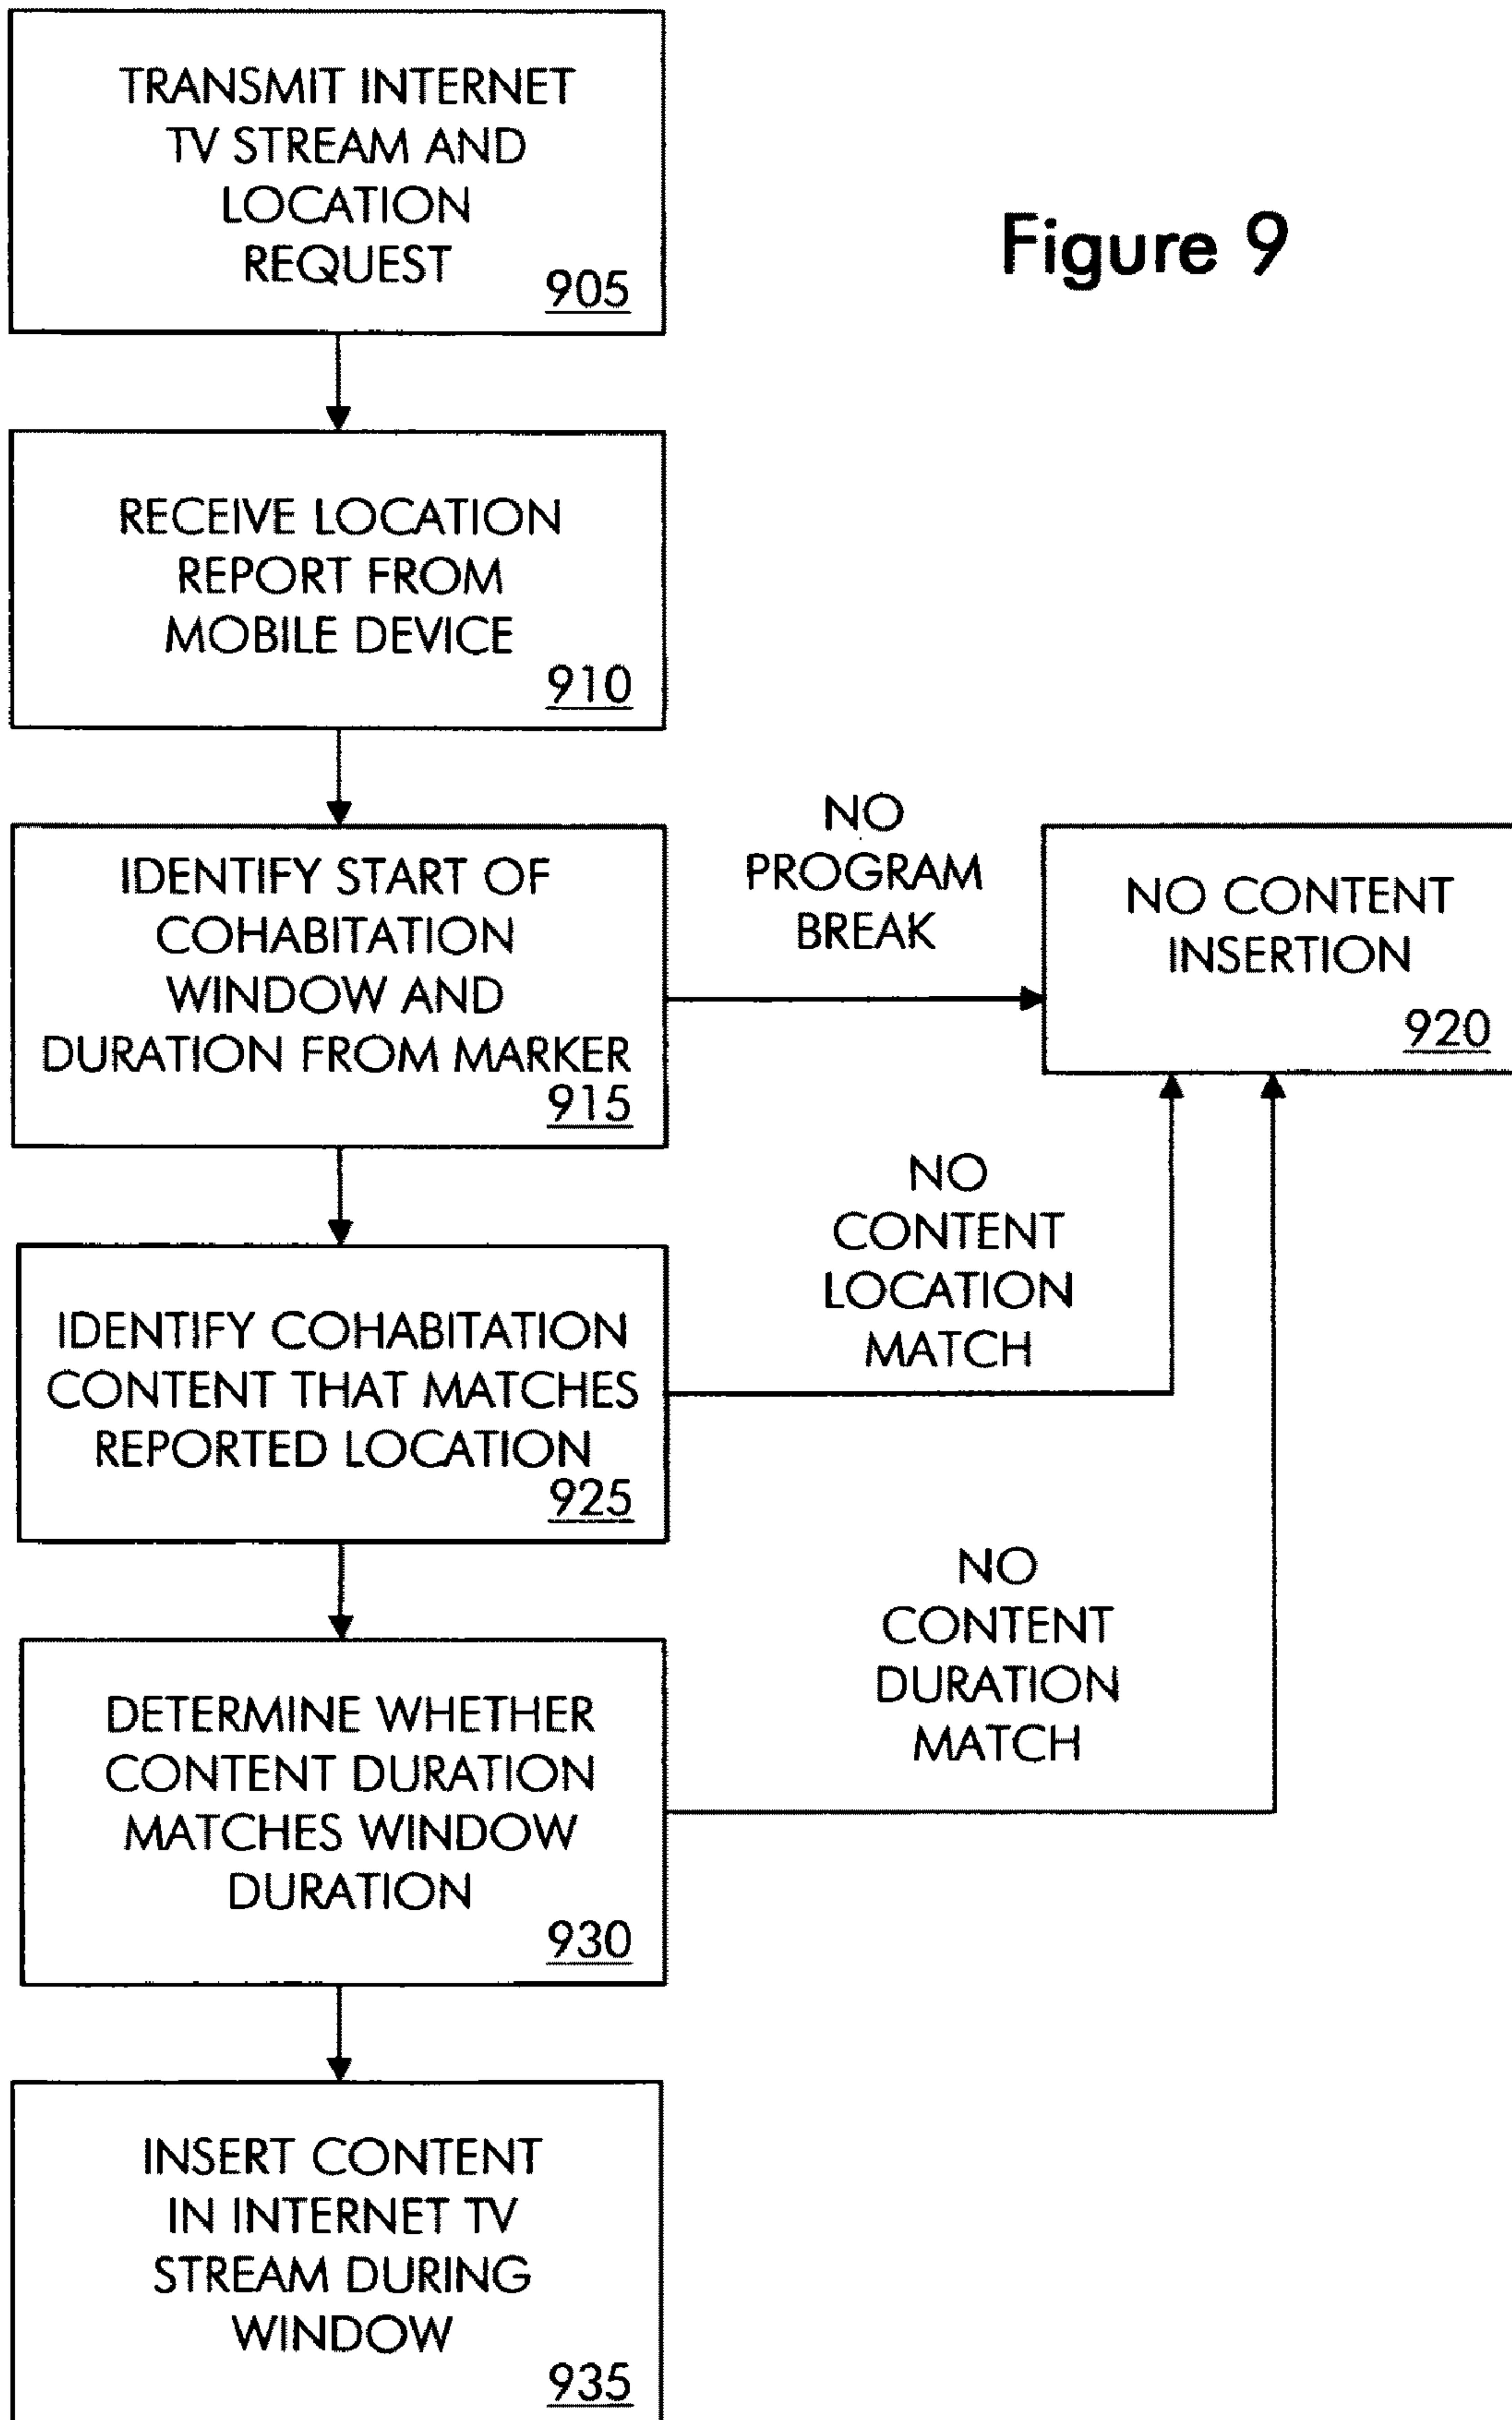 TRANSMIT INTERNET
TV STREAM AND
LOCATION
REQUEST
905
Figure 9
RECEIVE LOCATION
REPORT FROM
MOBILE DEVICE
910
IDENTIFY START OF
COHABITATION
WINDOW AND
DURATION FROM MARKER
915
NO
PROGRAM
BREAK
NO CONTENT
INSERTION
920
IDENTIFY COHABITATION
CONTENT THAT MATCHES
REPORTED LOCATION
925
NO
CONTENT
LOCATION
MATCH
DETERMINE WHETHER
CONTENT DURATION
MATCHES WINDOW
DURATION
930
NO
CONTENT
DURATION
MATCH
INSERT CONTENT
IN INTERNET TV
STREAM DURING
WINDOW
935